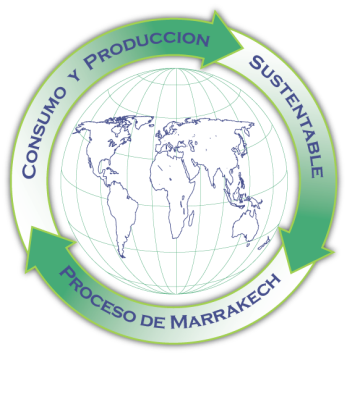 CONSUMO Y PRODUCCION
SUSTENTABLE
PROCESO DE MARRAKECH